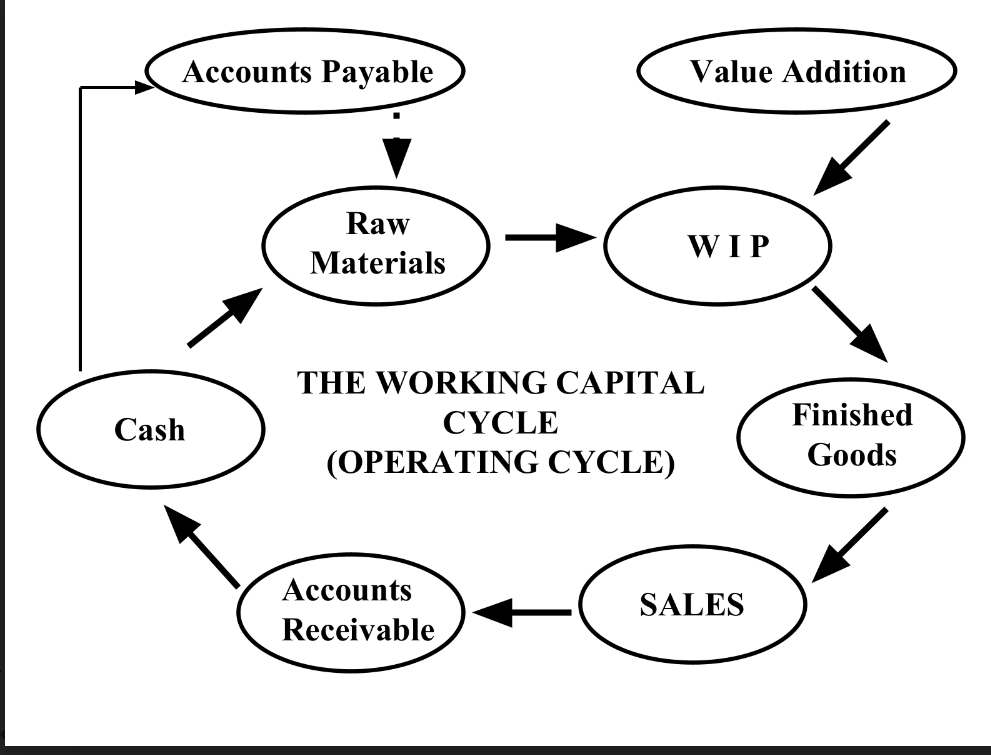 Accounts Payable
Value Addition
Raw
Materials
W I P
THE WORKING CAPITAL
CYCLE
(OPERATING CYCLE)
Cash
Finished
Goods
Accounts
Receivable
SALES